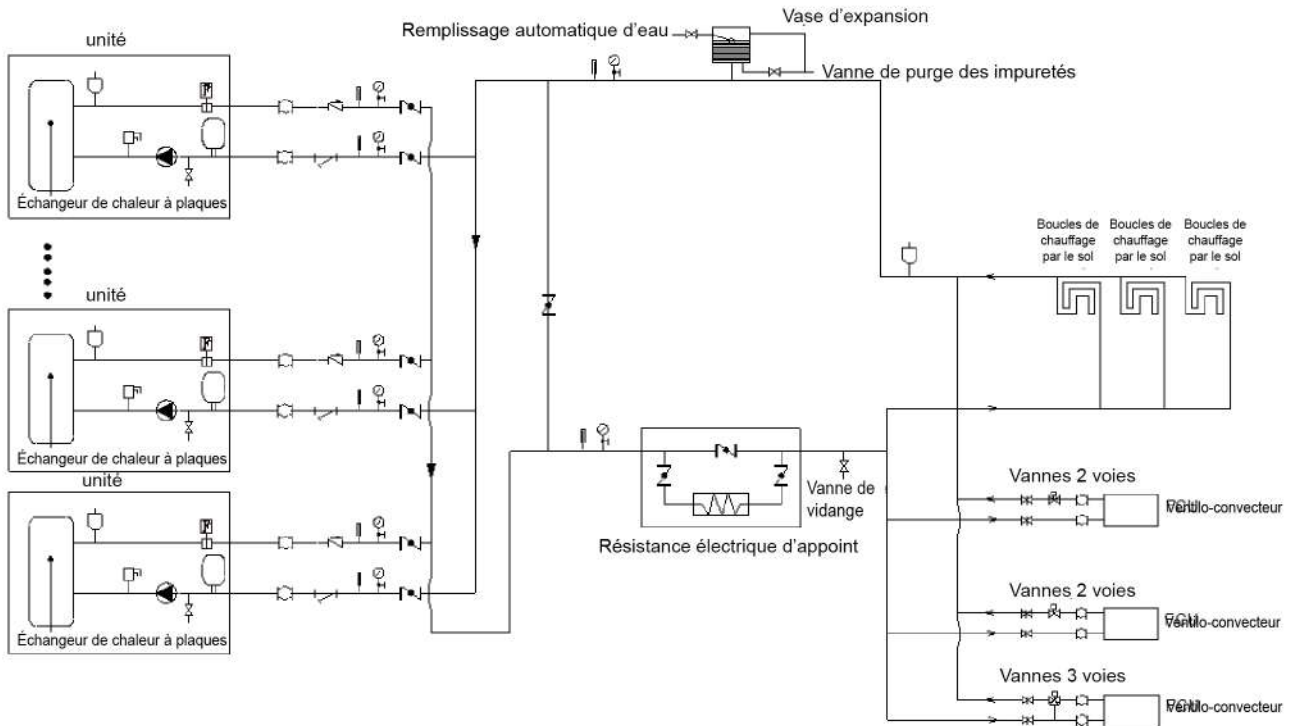 unité
Échangeur de chaleur à plaques
unité
Échangeur de chaleur à plaques
unité
Échangeur de chaleur à plaques
Remplissage automatique d'eau
Vase d'expansion
Vanne de purge des impuretés
Boucles de
chauffage
par le sol
Boucles de
chauffage
par le sol
Boucles de
chauffage
par le sol
Vanne de
vidange
Résistance électrique d'appoint
Vannes 2 voies
Ventilo-convecteur
Vannes 2 voies
Ventilo-convecteur
Vannes 3 voies
Ventilo-convecteur